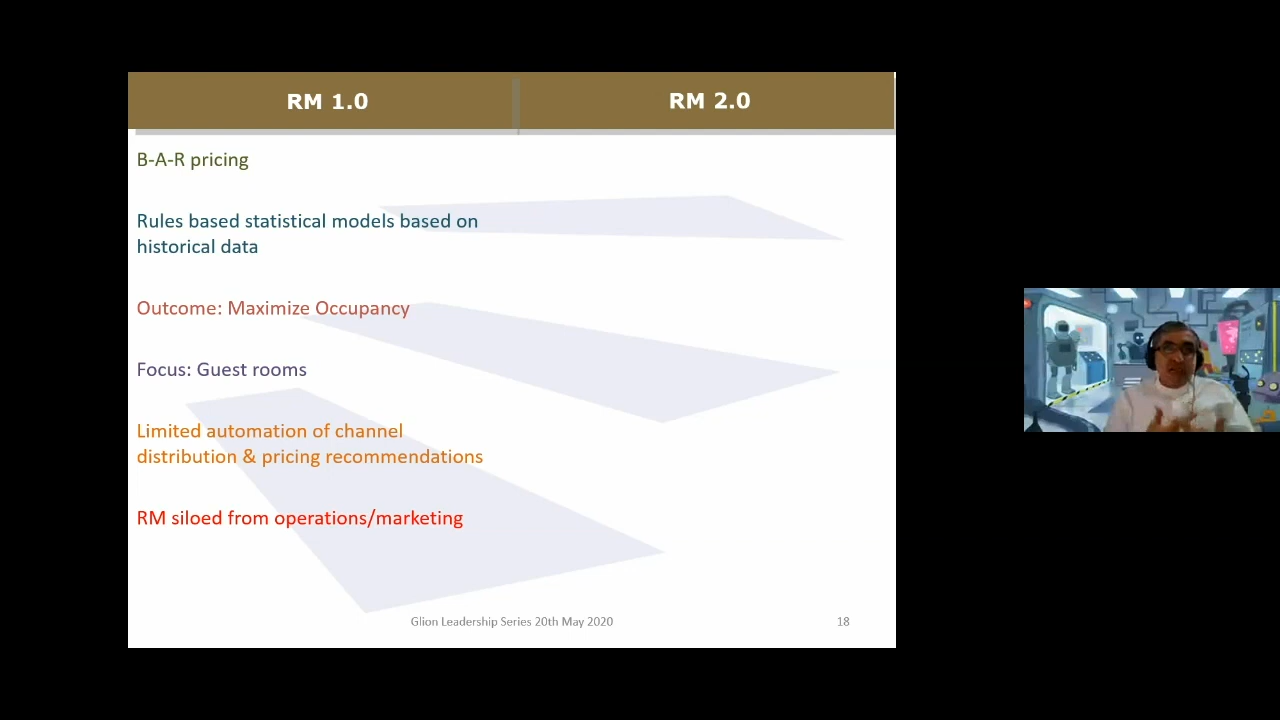 RM 1.0
RM 2.0
B-A-R pricing
Rules based statistical models based on
historical data
Outcome: Maximize Occupancy
Focus: Guest rooms
Limited automation of channel
distribution & pricing recommendations
RM siloed from operations/marketing
Glion Leadership Series 20th May 2020
18